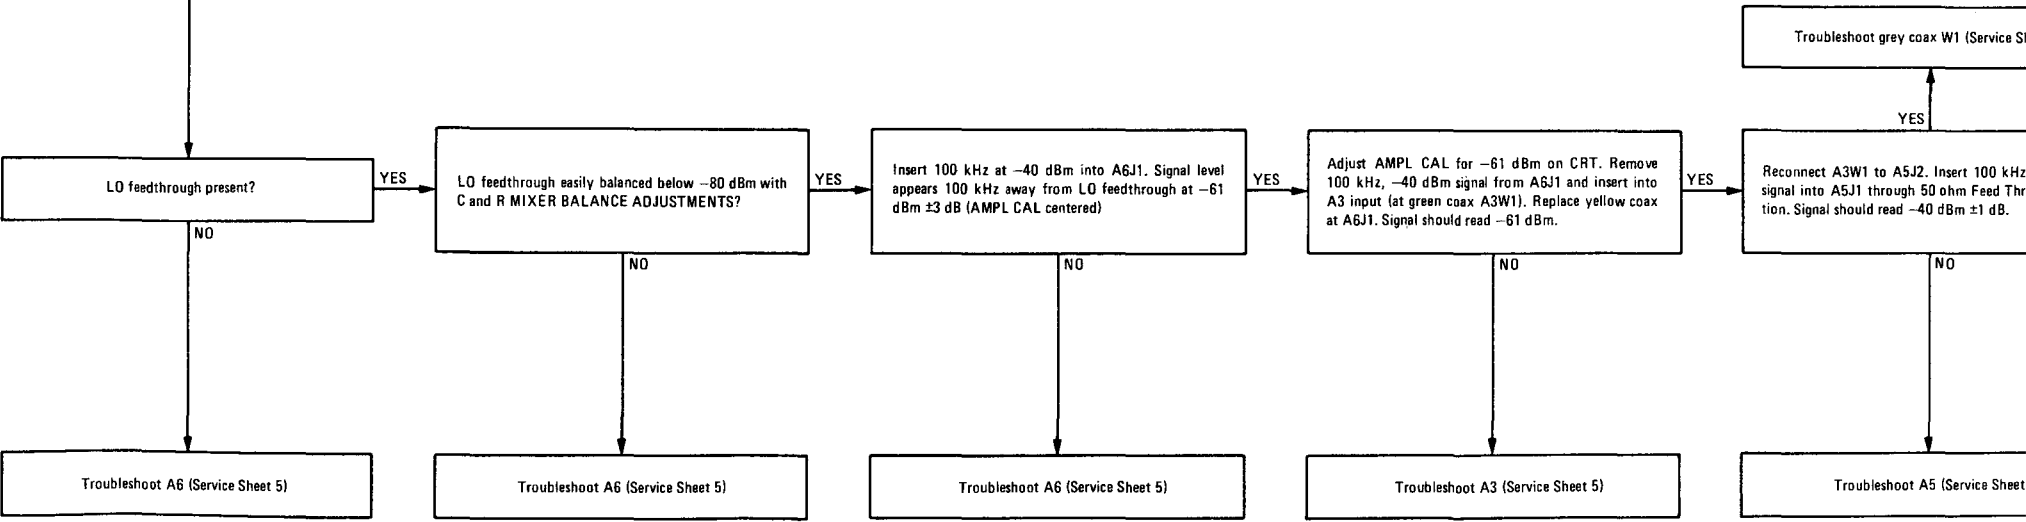 Troubleshoot grey coax W1 (Service
YES
LO feedthrough present?
YES
LO feedthrough easily balanced below −80 dBm with
C and R MIXER BALANCE ADJUSTMENTS?
YES
Insert 100 kHz at −40 dBm into A6J1. Signal level
appears 100 kHz away from LO feedthrough at −61
dBm ±3 dB (AMPL CAL centered)
YES
Adjust AMPL CAL for −61 dBm on CRT. Remove
100 kHz, −40 dBm signal from A6J1 and insert into
A3 input (at green coax A3W1). Replace yellow coax
at A6J1. Signal should read −61 dBm.
YES
Reconnect A3W1 to A5J2. Insert 100 kHz
signal into A5J1 through 50 ohm Feed Thr
tion. Signal should read −40 dBm ±1 dB.
NO
NO
NO
NO
NO
Troubleshoot A6 (Service Sheet 5)
Troubleshoot A6 (Service Sheet 5)
Troubleshoot A6 (Service Sheet 5)
Troubleshoot A3 (Service Sheet 5)
Troubleshoot A5 (Service Sheet